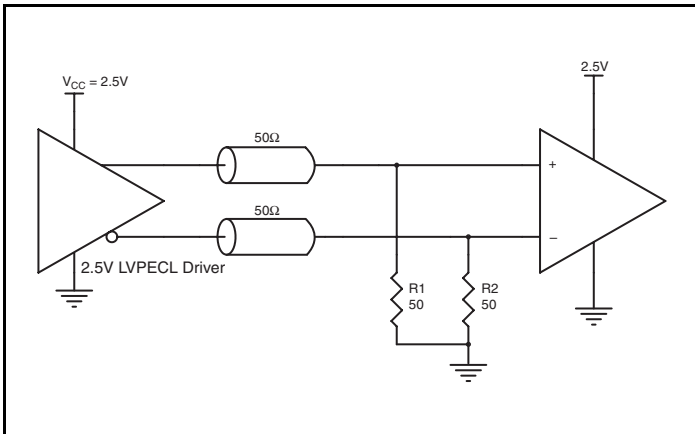 V_CC = 2.5V
2.5V
50Ω
50Ω
+
–
2.5V LVPECL Driver
R1
50
R2
50